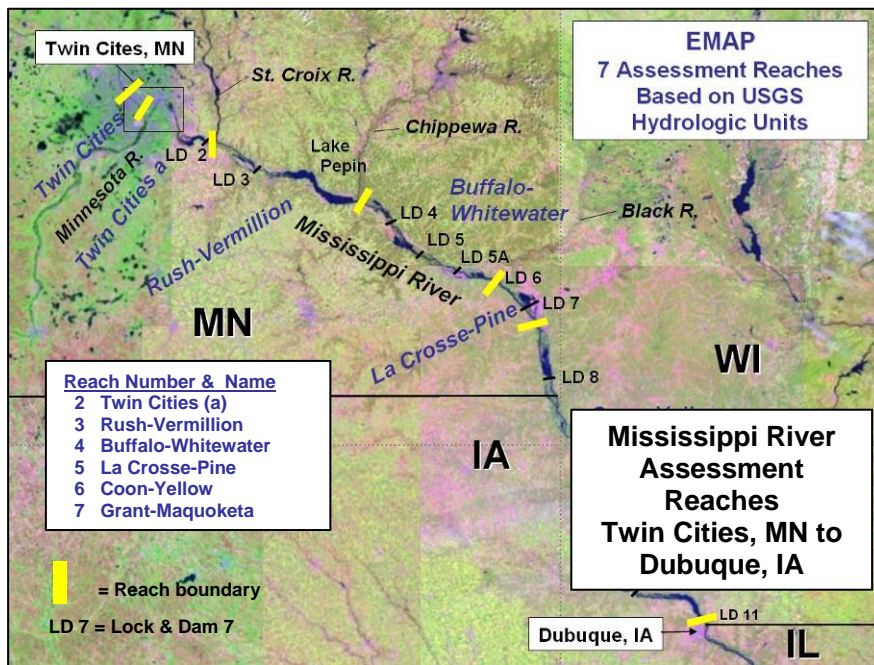 Twin Cites, MN
St. Croix R.
EMAP
7 Assessment Reaches
Based on USGS
Hydrologic Units
Chippewa R.
Twin Cities
Minnesota R.
Twin Cities a
LD 2
LD 3
Lake
Pepin
Rush-Vermillion
Mississippi River
LD 4
Buffalo-
Whitewater
Black R.
LD 5
LD 5A
LD 6
LD 7
La Crosse-Pine
LD 8
MN
WI
IA
Reach Number & Name
2 Twin Cities (a)
3 Rush-Vermillion
4 Buffalo-Whitewater
5 La Crosse-Pine
6 Coon-Yellow
7 Grant-Maquoketa
Mississippi River
Assessment
Reaches
Twin Cities, MN to
Dubuque, IA
= Reach boundary
LD 7 = Lock & Dam 7
LD 11
Dubuque, IA
IL